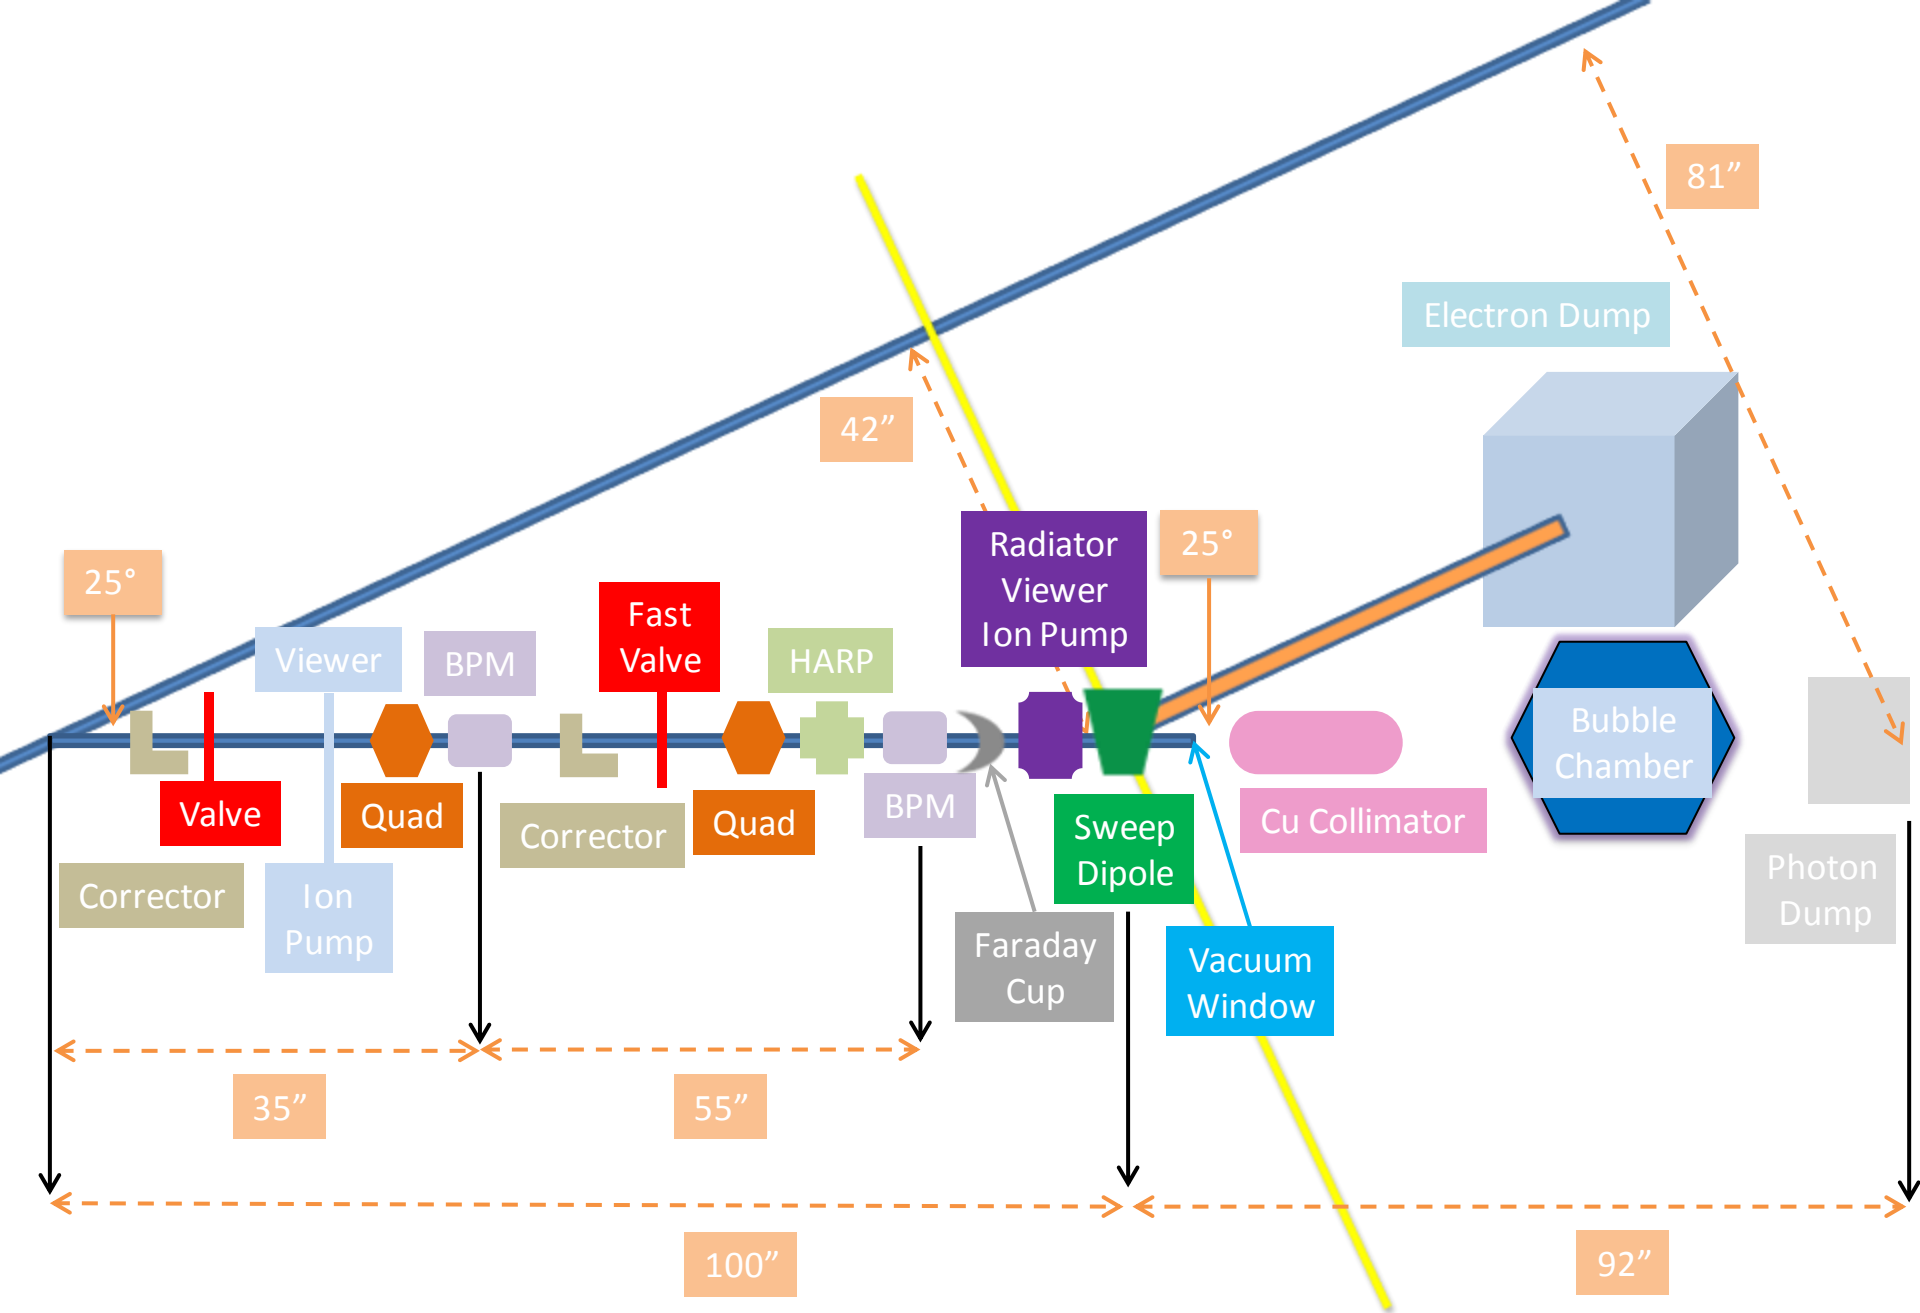 81”
Electron Dump
42”
Radiator
Viewer
Ion Pump
25°
25°
Fast
Valve
Viewer
BPM
HARP
Bubble
Chamber
Valve
Quad
Corrector
Quad
BPM
Sweep
Dipole
Cu Collimator
Photon
Dump
Corrector
Ion
Pump
Faraday
Cup
Vacuum
Window
35”
55”
100”
92”